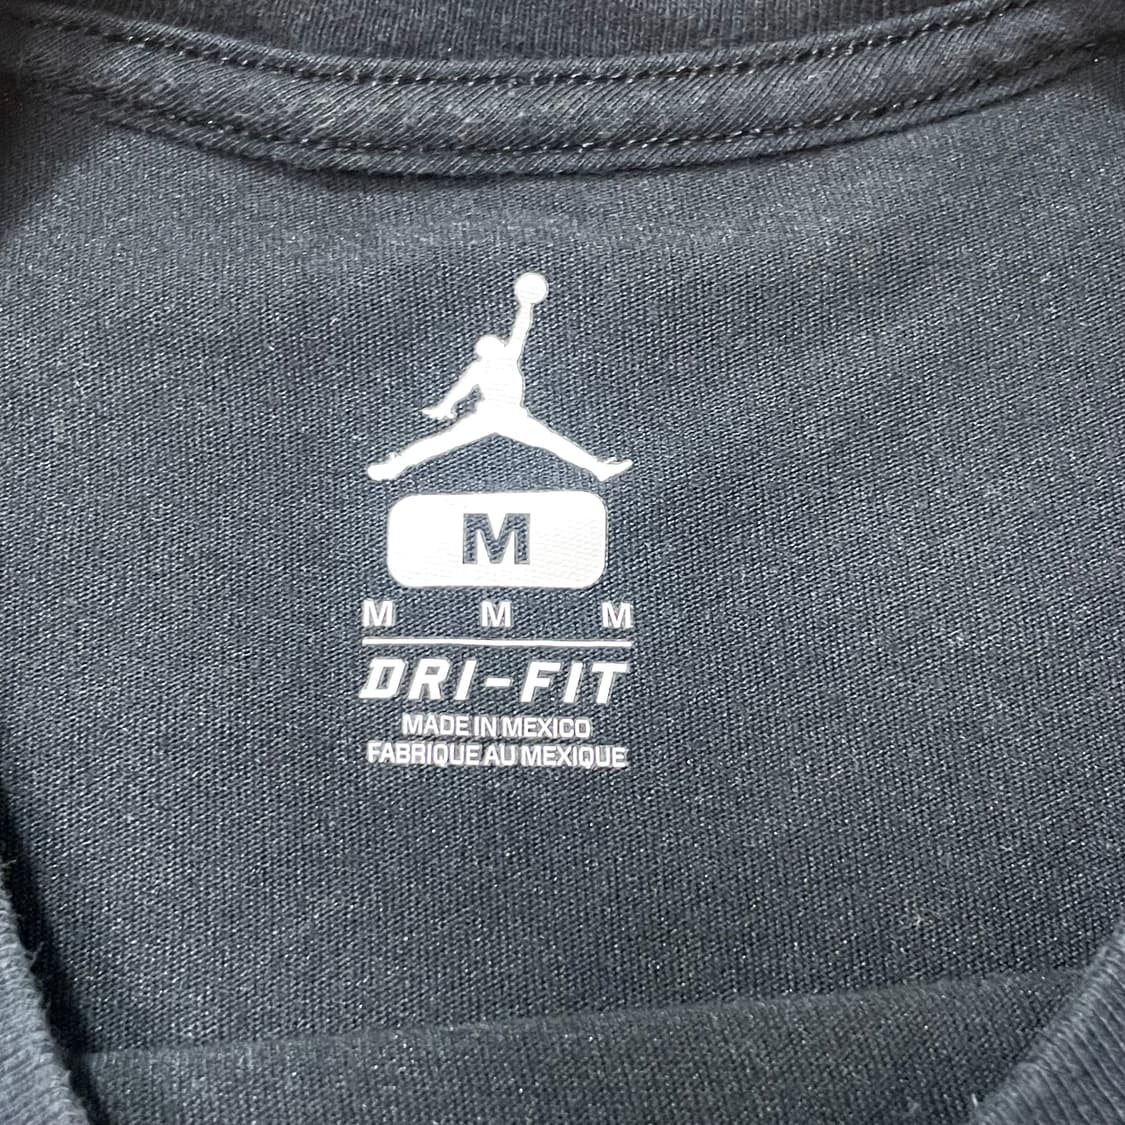 M
M M M
DRI-FIT
MADE IN MEXICO
FABRIQUE AU MEXIQUE